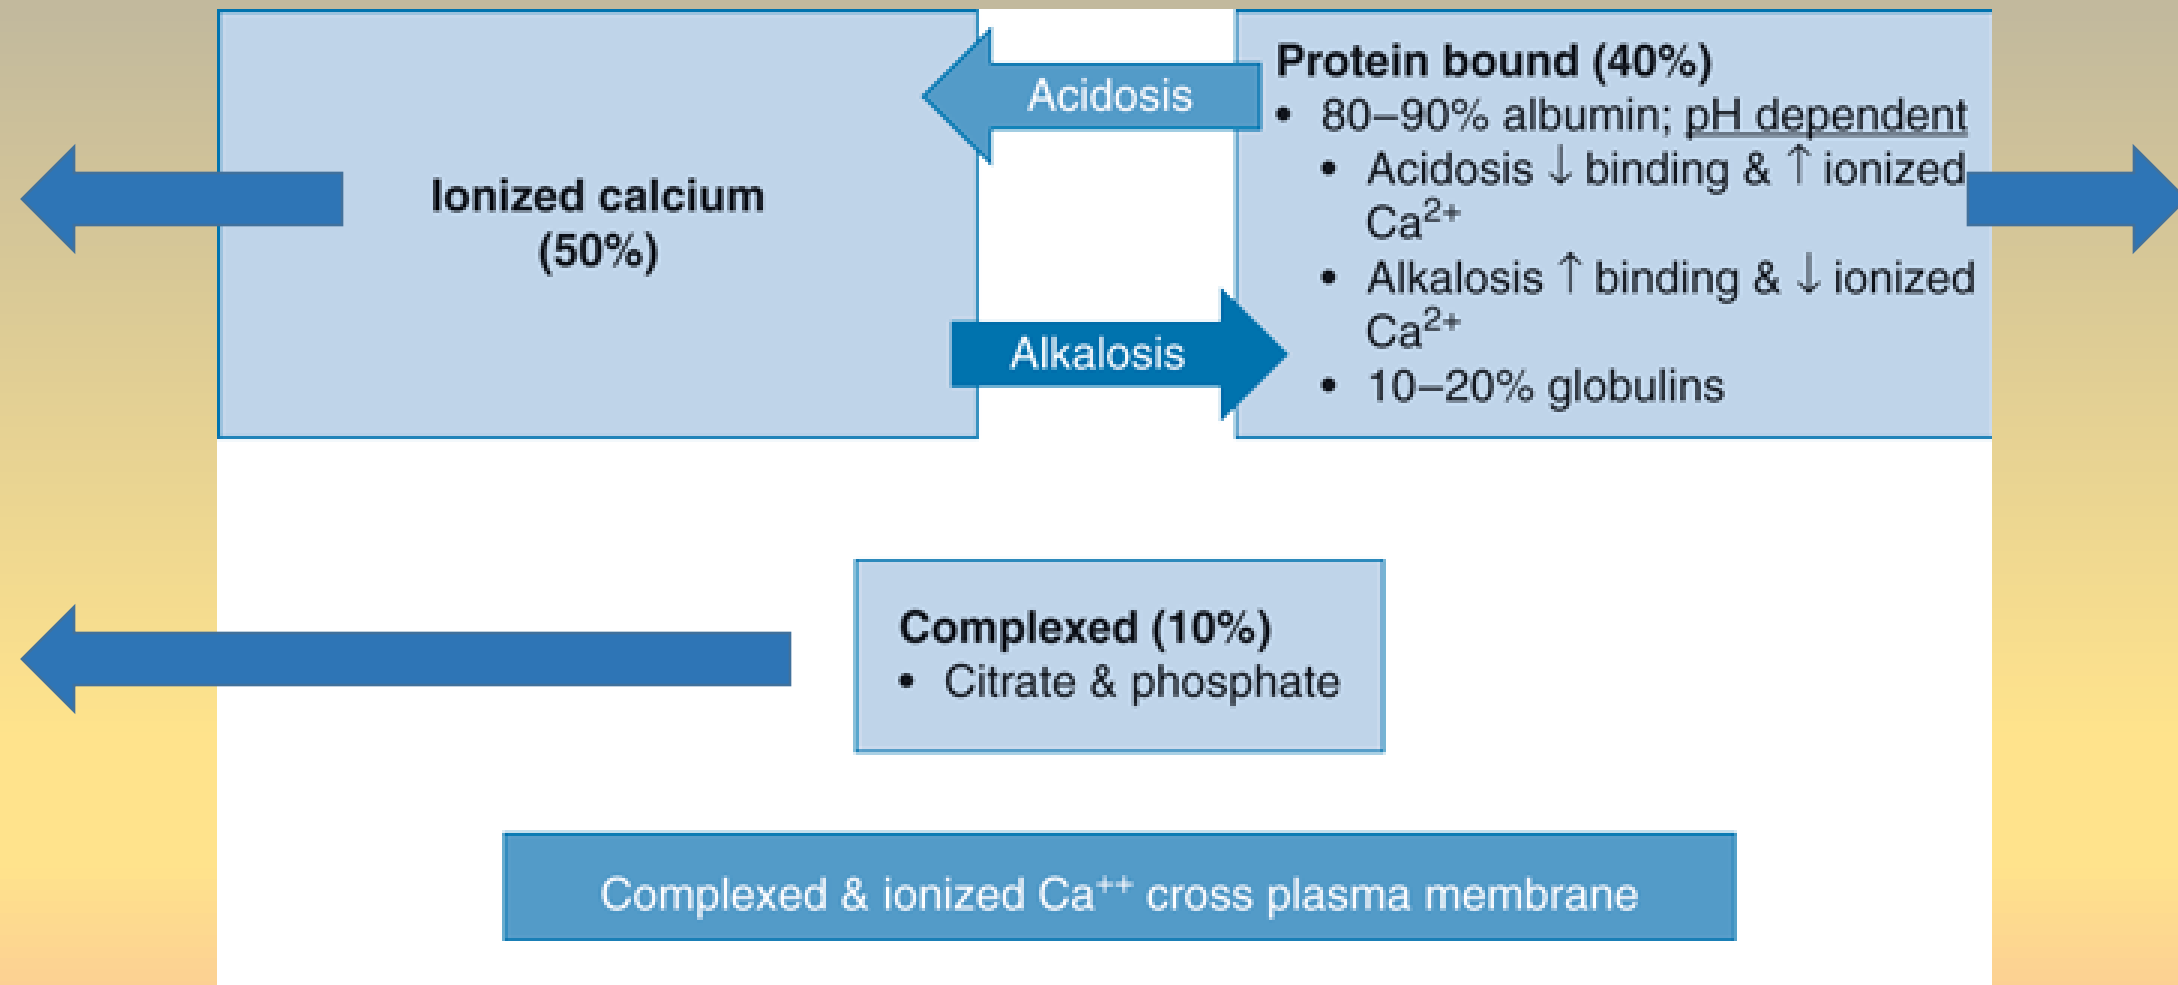 Acidosis
Ionized calcium
(50%)
Alkalosis
Protein bound (40%)
• 80–90% albumin; pH dependent
• Acidosis ↓ binding & ↑ ionized
Ca²⁺
• Alkalosis ↑ binding & ↓ ionized
Ca²⁺
• 10–20% globulins
Complexed (10%)
• Citrate & phosphate
Complexed & ionized Ca⁺⁺ cross plasma membrane